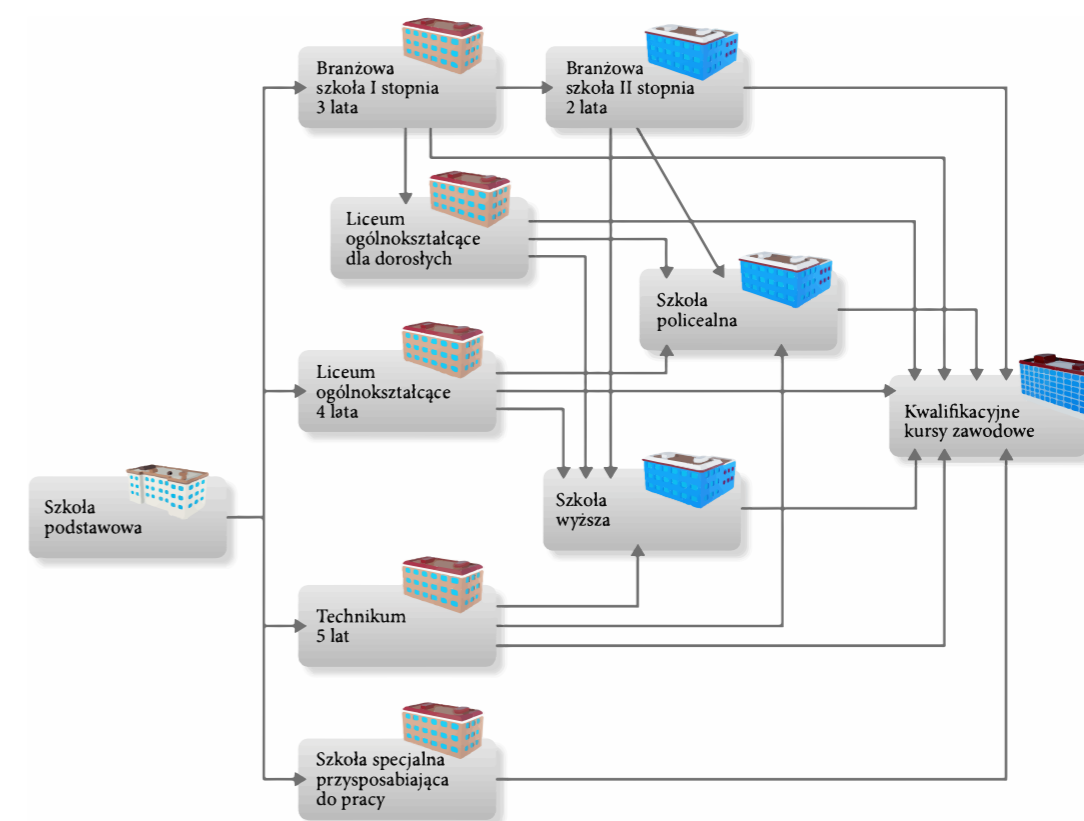 Branżowa
szkoła I stopnia
3 lata
Branżowa
szkoła II stopnia
2 lata
Liceum
ogólnokształcące
dla dorosłych
Szkoła
policealna
Liceum
ogólnokształcące
4 lata
Kwalifikacyjne
kursy zawodowe
Szkoła
podstawowa
Szkoła
wyższa
Technikum
5 lat
Szkoła specjalna
przysposabiająca
do pracy